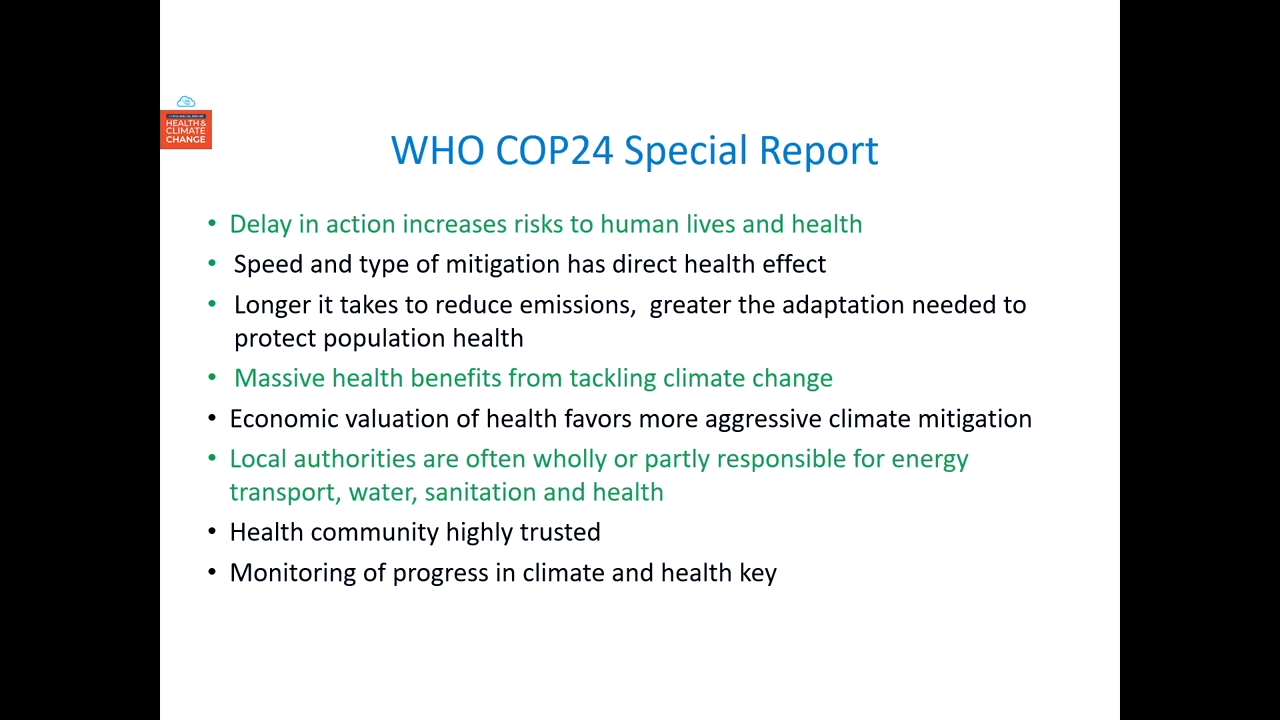 HEALTH &
CLIMATE
CHANGE
WHO COP24 Special Report
• Delay in action increases risks to human lives and health
• Speed and type of mitigation has direct health effect
• Longer it takes to reduce emissions,  greater the adaptation needed to
protect population health
• Massive health benefits from tackling climate change
• Economic valuation of health favors more aggressive climate mitigation
• Local authorities are often wholly or partly responsible for energy
transport, water, sanitation and health
• Health community highly trusted
• Monitoring of progress in climate and health key